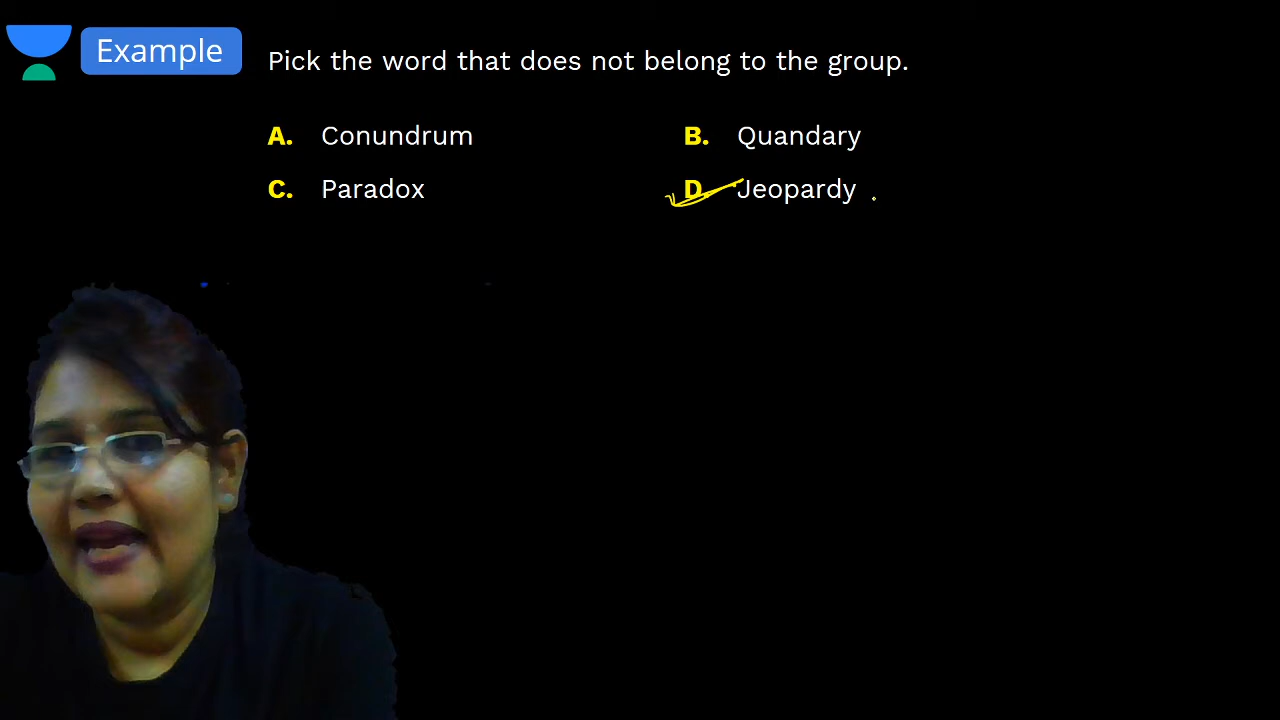 Example
Pick the word that does not belong to the group.
A. Conundrum B. Quandary
C. Paradox D. Jeopardy